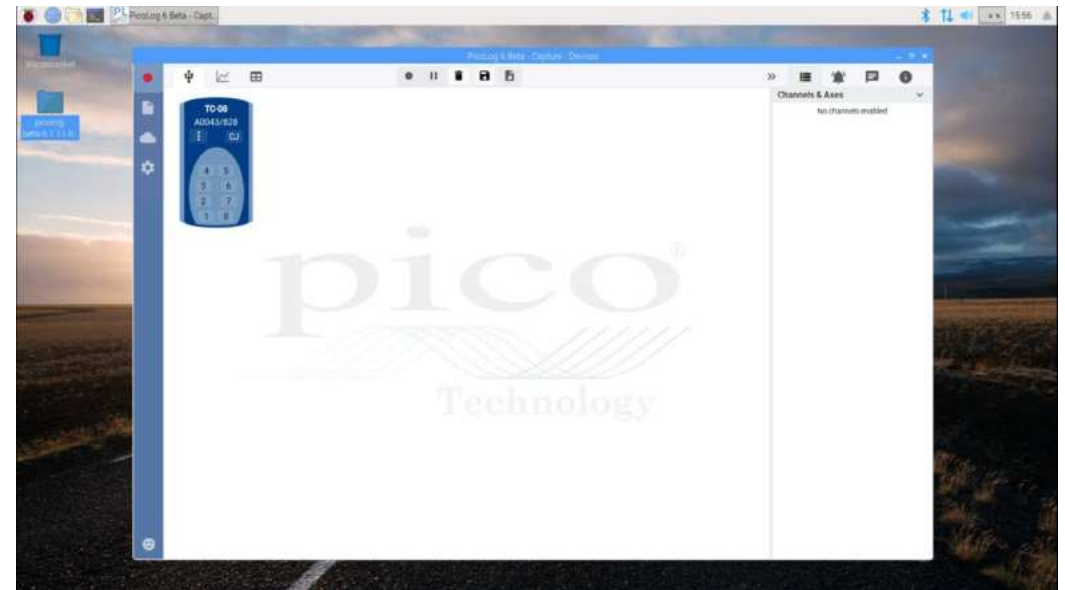 PicoLog 6 Beta - Capt.
15:56
Wastebasket
PicoLog 6 Beta - Capture - Devices
TC-08
A0043/828
CJ
4 5
3 6
2 7
1 8
Channels & Axes
No channels enabled
pico®
Technology